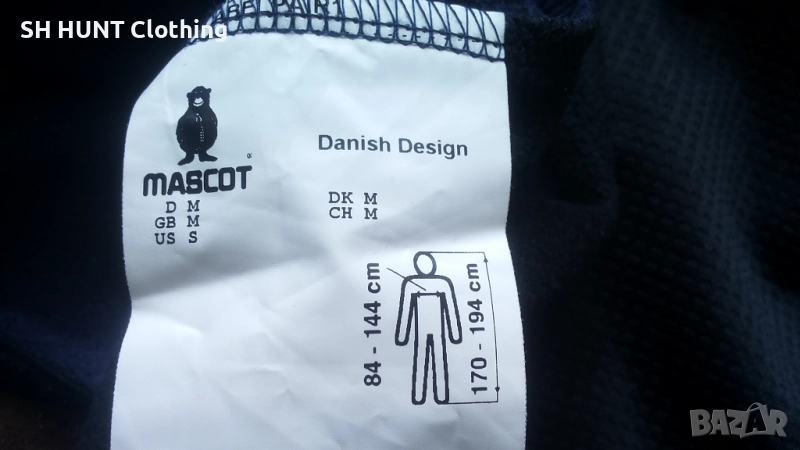 SH HUNT Clothing
Danish Design
MASCOT
D M
GB M
US S
DK M
CH M
84 - 144 cm
170 - 194 cm
BAZAR